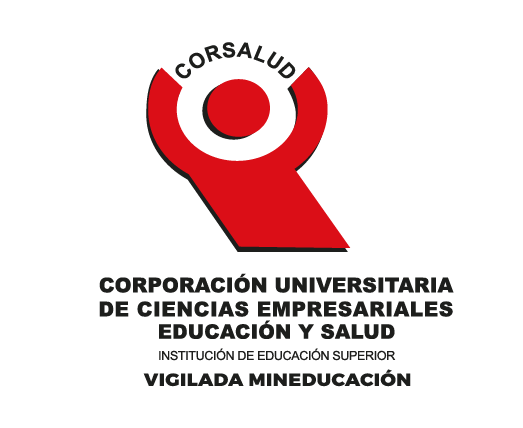 CORSALUD
CORPORACIÓN UNIVERSITARIA
DE CIENCIAS EMPRESARIALES
EDUCACIÓN Y SALUD
INSTITUCIÓN DE EDUCACIÓN SUPERIOR
VIGILADA MINEDUCACIÓN